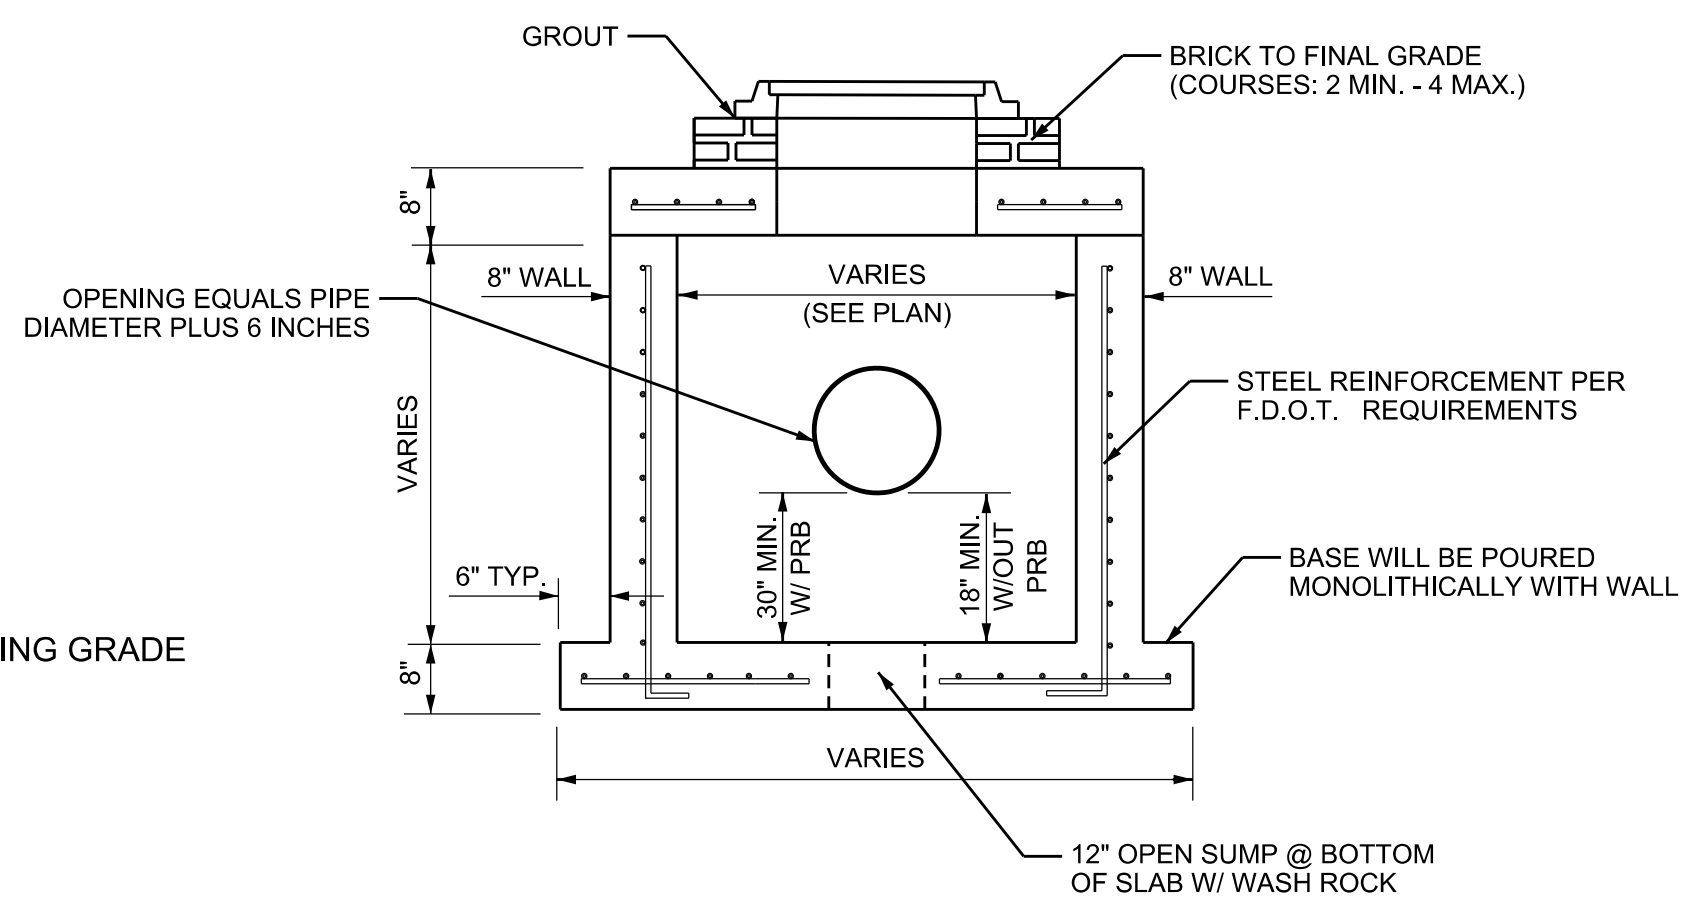 GROUT
BRICK TO FINAL GRADE
(COURSES: 2 MIN. - 4 MAX.)
8"
8" WALL
VARIES
(SEE PLAN)
8" WALL
OPENING EQUALS PIPE
DIAMETER PLUS 6 INCHES
STEEL REINFORCEMENT PER
F.D.O.T. REQUIREMENTS
VARIES
30" MIN.
W/ PRB
18" MIN.
W/OUT
PRB
BASE WILL BE POURED
MONOLITHICALLY WITH WALL
6" TYP.
ING GRADE
8"
VARIES
12" OPEN SUMP @ BOTTOM
OF SLAB W/ WASH ROCK